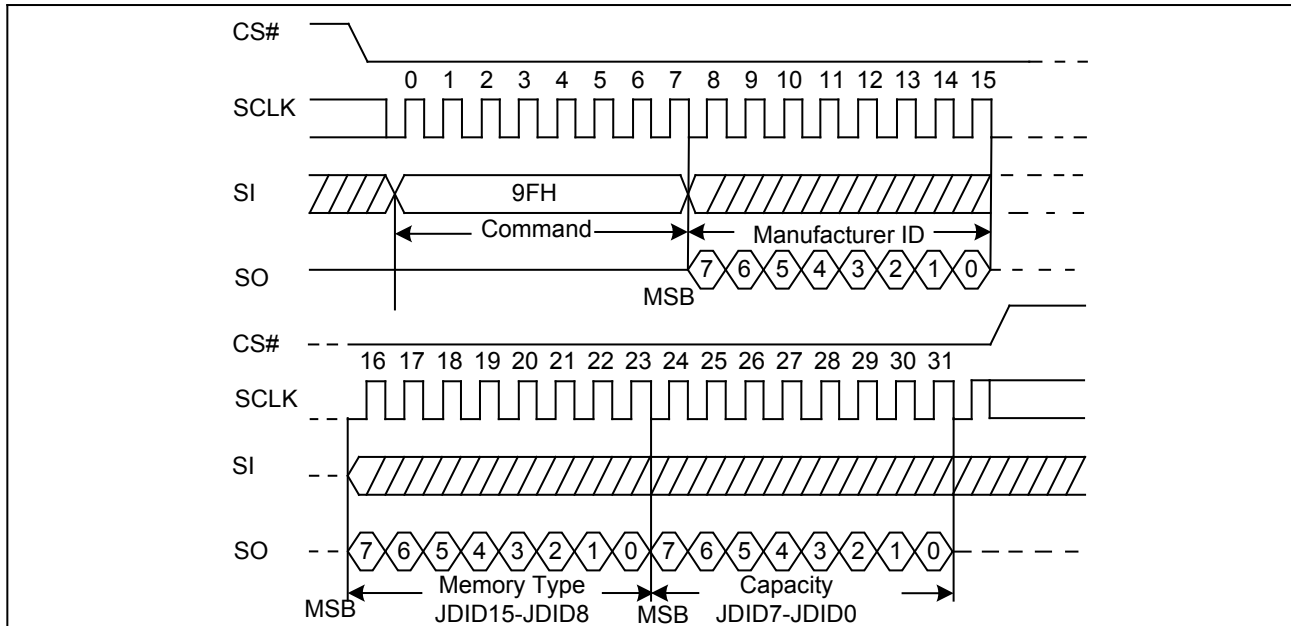 CS#
0 1 2 3 4 5 6 7 8 9 10 11 12 13 14 15
SCLK
SI
9FH
Command
Manufacturer ID
SO
7 6 5 4 3 2 1 0
MSB
CS#
16 17 18 19 20 21 22 23 24 25 26 27 28 29 30 31
SCLK
SI
SO
7 6 5 4 3 2 1 0 7 6 5 4 3 2 1 0
Memory Type Capacity
MSB JDID15-JDID8 MSB JDID7-JDID0